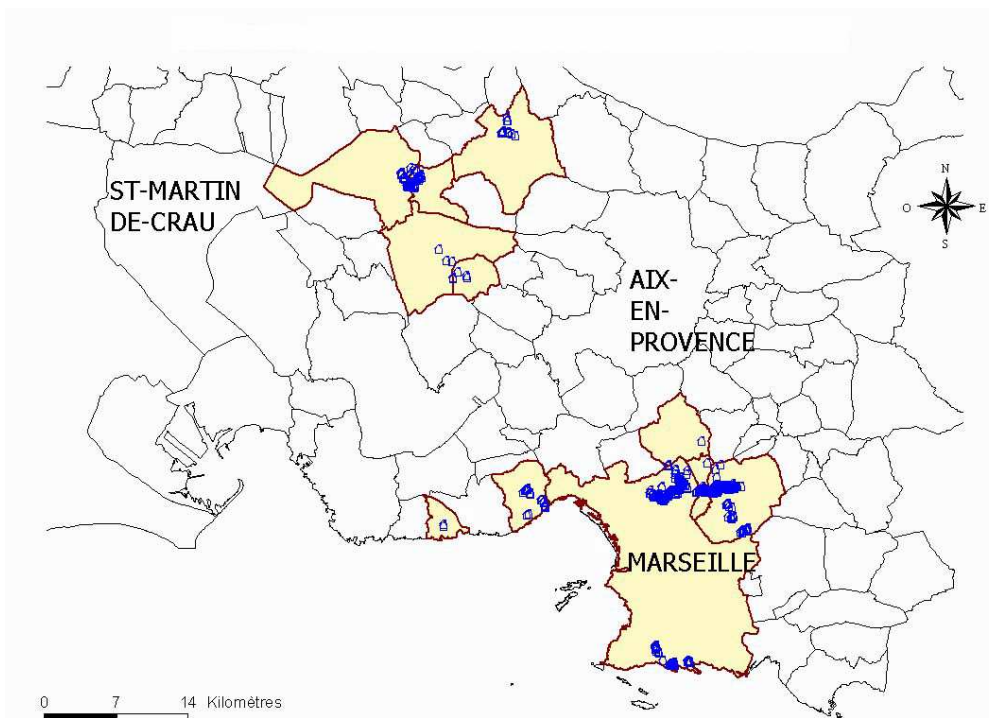 ST-MARTIN
DE-CRAU
N
O
E
S
AIX-
EN-
PROVENCE
MARSEILLE
0 7 14 Kilomètres